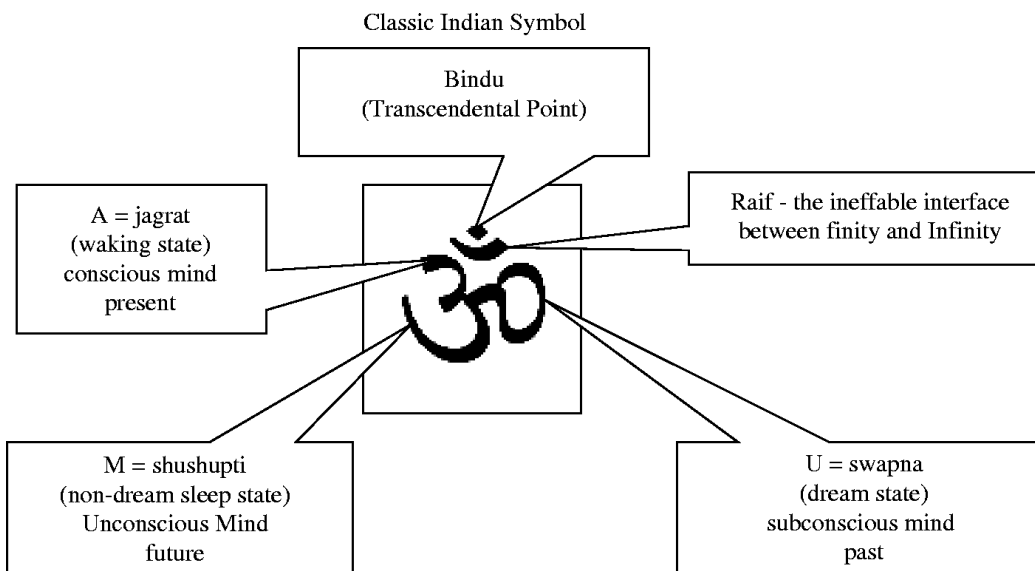 Classic Indian Symbol
Bindu
(Transcendental Point)
A = jagrat
(waking state)
conscious mind
present
Raif - the ineffable interface
between finity and Infinity
ॐ
M = shushupti
(non-dream sleep state)
Unconscious Mind
future
U = swapna
(dream state)
subconscious mind
past